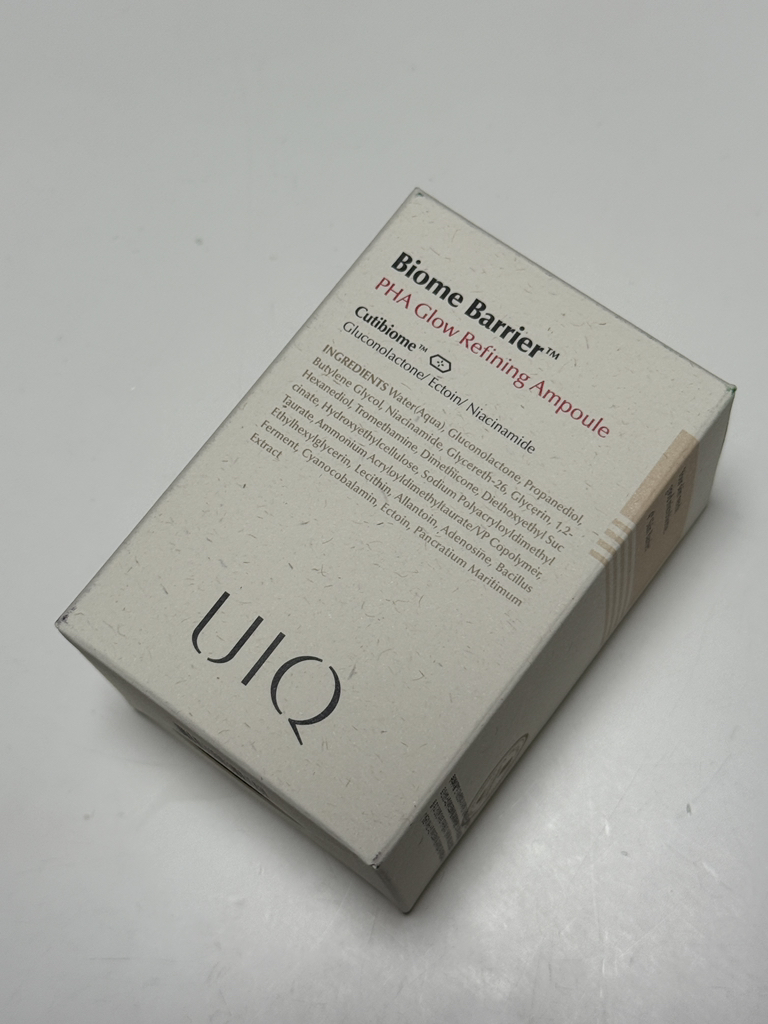 Biome Barrier™
PHA Glow Refining Ampoule
Cutibiome™
Gluconolactone/ Ectoin/ Niacinamide
INGREDIENTS Water(Aqua), Gluconolactone, Propanediol,
Butylene Glycol, Niacinamide, Glycereth-26, Glycerin, 1,2-
Hexanediol, Tromethamine, Dimethicone, Diethoxyethyl Suc
cinate, Hydroxyethylcellulose, Sodium Polyacryloyldimethyl
Taurate, Ammonium Acryloyldimethyltaurate/VP Copolymer,
Ethylhexylglycerin, Lecithin, Allantoin, Adenosine, Bacillus
Ferment, Cyanocobalamin, Ectoin, Pancratium Maritimum
Extract
UIQ